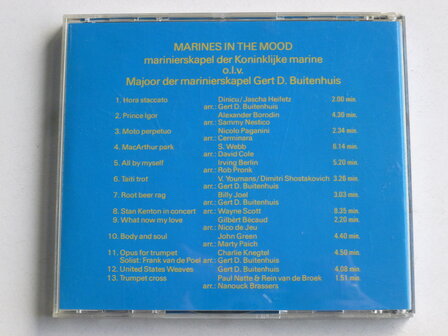 MARINES IN THE MOOD
marinierskapel der Koninklijke marine
o.l.v.
Majoor der marinierskapel Gert D. Buitenhuis
1. Hora staccato Dinicu/Jascha Heifetz 2.00 min.
arr.: Gert D. Buitenhuis
2. Prince Igor Alexander Borodin 4.30 min.
arr.: Sammy Nestico
3. Moto perpetuo Nicolo Paganini 2.34 min.
arr.: Cerminara
4. MacArthur park S. Webb 6.14 min.
arr.: David Cole
5. All by myself Irving Berlin 5.20 min.
arr.: Rob Pronk
6. Taiti trot V. Youmans/Dimitri Shostakovich 3.26 min.
arr.: Gert D. Buitenhuis
7. Root beer rag Billy Joel 3.03 min.
arr.: Gert D. Buitenhuis
8. Stan Kenton in concert arr.: Wayne Scott 8.35 min.
9. What now my love Gilbert Bécaud 2.20 min.
arr.: Nico de Jeu
10. Body and soul John Green 4.40 min.
arr.: Marty Paich
11. Opus for trumpet Charlie Knegtel 4.50 min.
Solist: Frank van de Poel arr.: Gert D. Buitenhuis
12. United States Weaves Gert D. Buitenhuis 4.08 min.
13. Trumpet cross Paul Natte & Rein van de Broek 1.51 min.
arr.: Nanouck Brassers